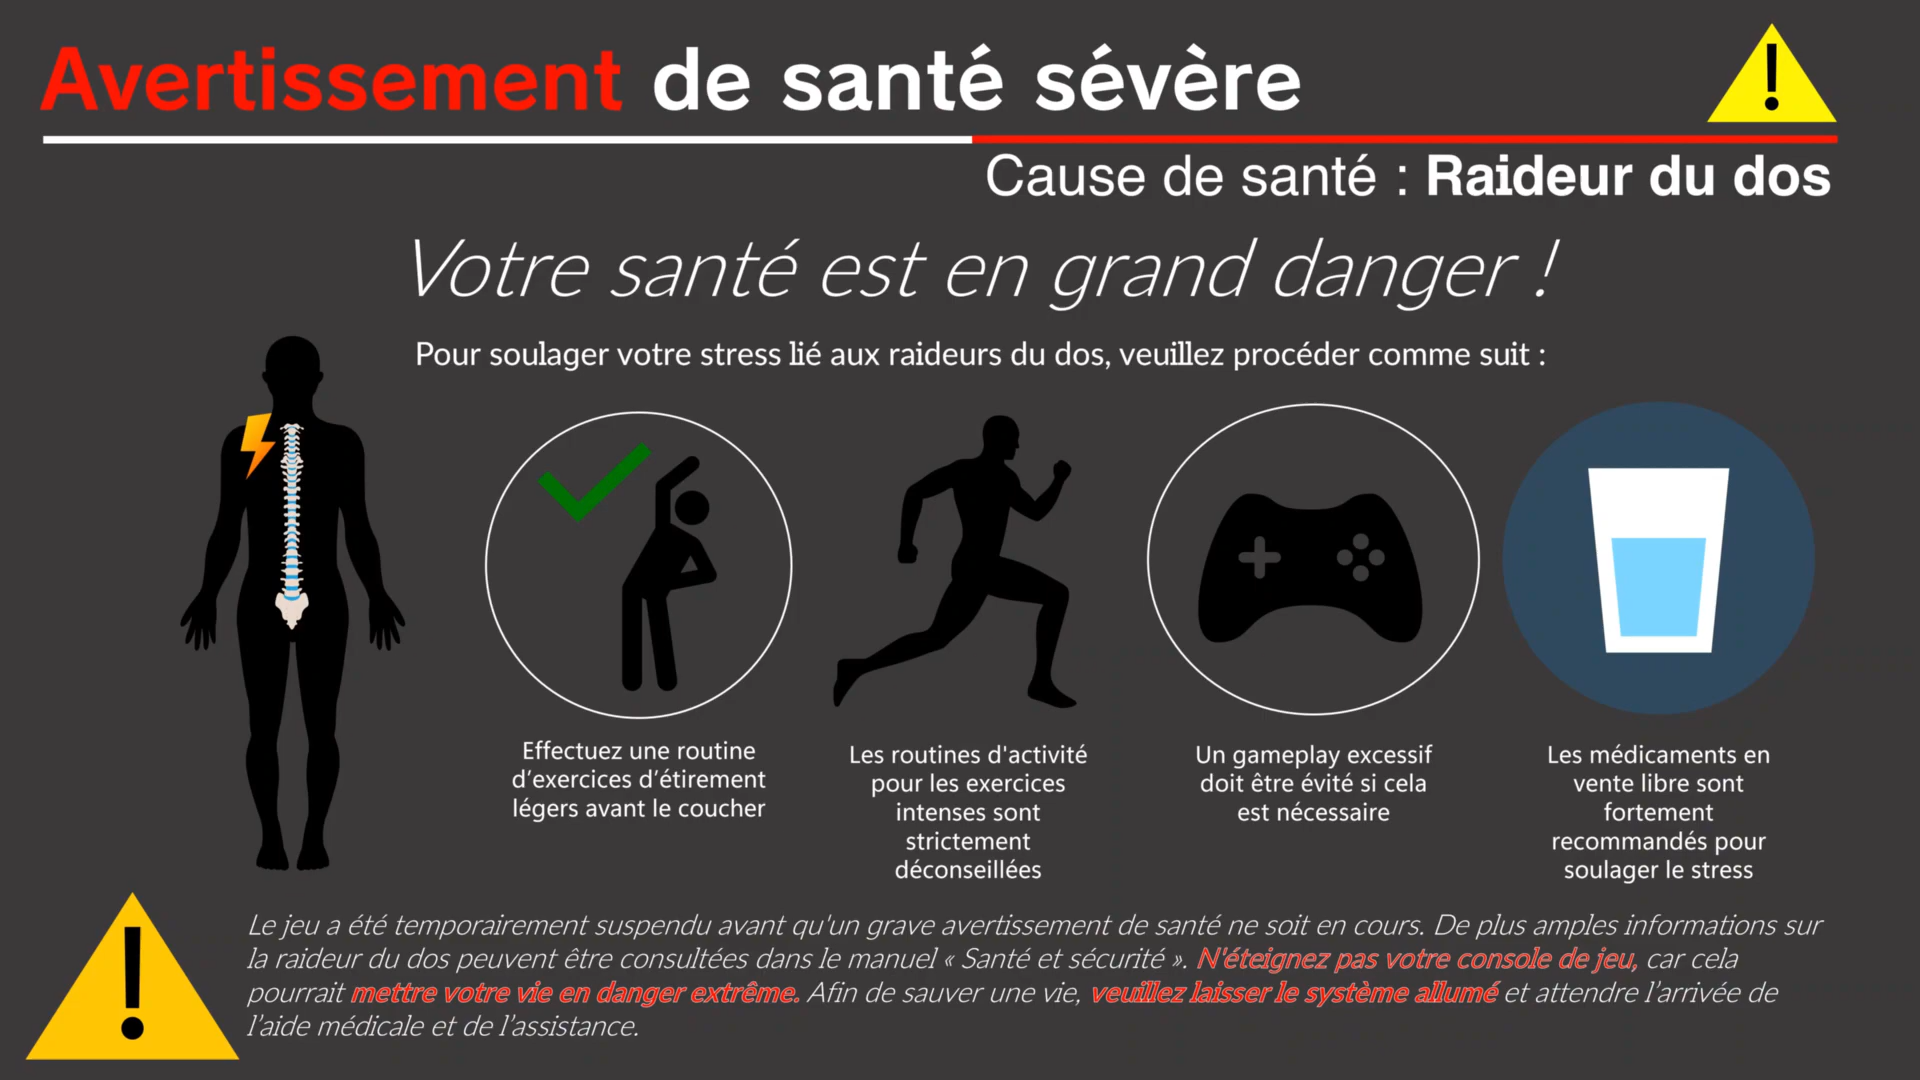 Avertissement de santé sévère
Cause de santé : Raideur du dos
Votre santé est en grand danger !
Pour soulager votre stress lié aux raideurs du dos, veuillez procéder comme suit :
Effectuez une routine
d’exercices d’étirement
légers avant le coucher
Les routines d'activité
pour les exercices
intenses sont
strictement
déconseillées
Un gameplay excessif
doit être évité si cela
est nécessaire
Les médicaments en
vente libre sont
fortement
recommandés pour
soulager le stress
Le jeu a été temporairement suspendu avant qu'un grave avertissement de santé ne soit en cours. De plus amples informations sur
la raideur du dos peuvent être consultées dans le manuel « Santé et sécurité ». N'éteignez pas votre console de jeu, car cela
pourrait mettre votre vie en danger extrême. Afin de sauver une vie, veuillez laisser le système allumé et attendre l’arrivée de
l’aide médicale et de l’assistance.